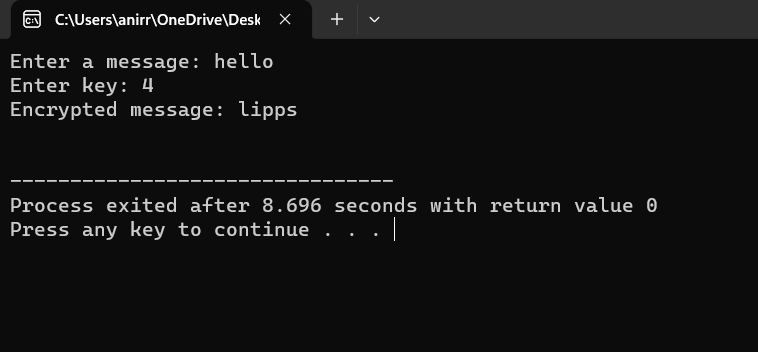 C:\Users\anirr\OneDrive\Desk
Enter a message: hello
Enter key: 4
Encrypted message: lipps
--------------------------------
Process exited after 8.696 seconds with return value 0
Press any key to continue . . .